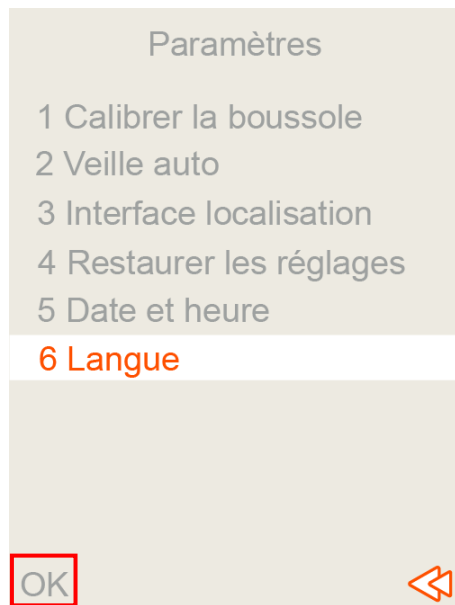 Paramètres
1 Calibrer la boussole
2 Veille auto
3 Interface localisation
4 Restaurer les réglages
5 Date et heure
6 Langue
OK